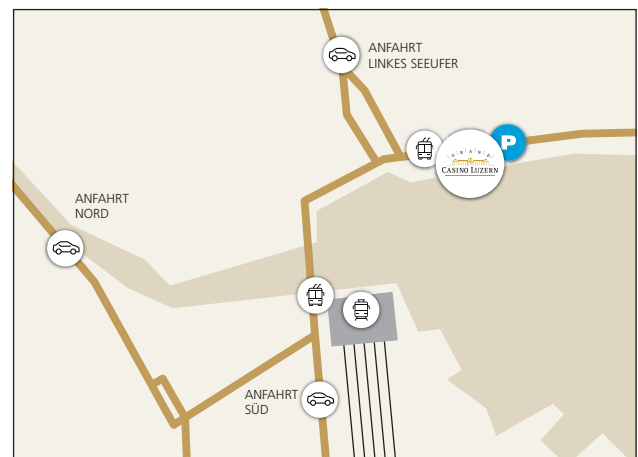 ANFAHRT
LINKES SEEUFER
P
GRAND
CASINO LUZERN
ANFAHRT
NORD
ANFAHRT
SÜD